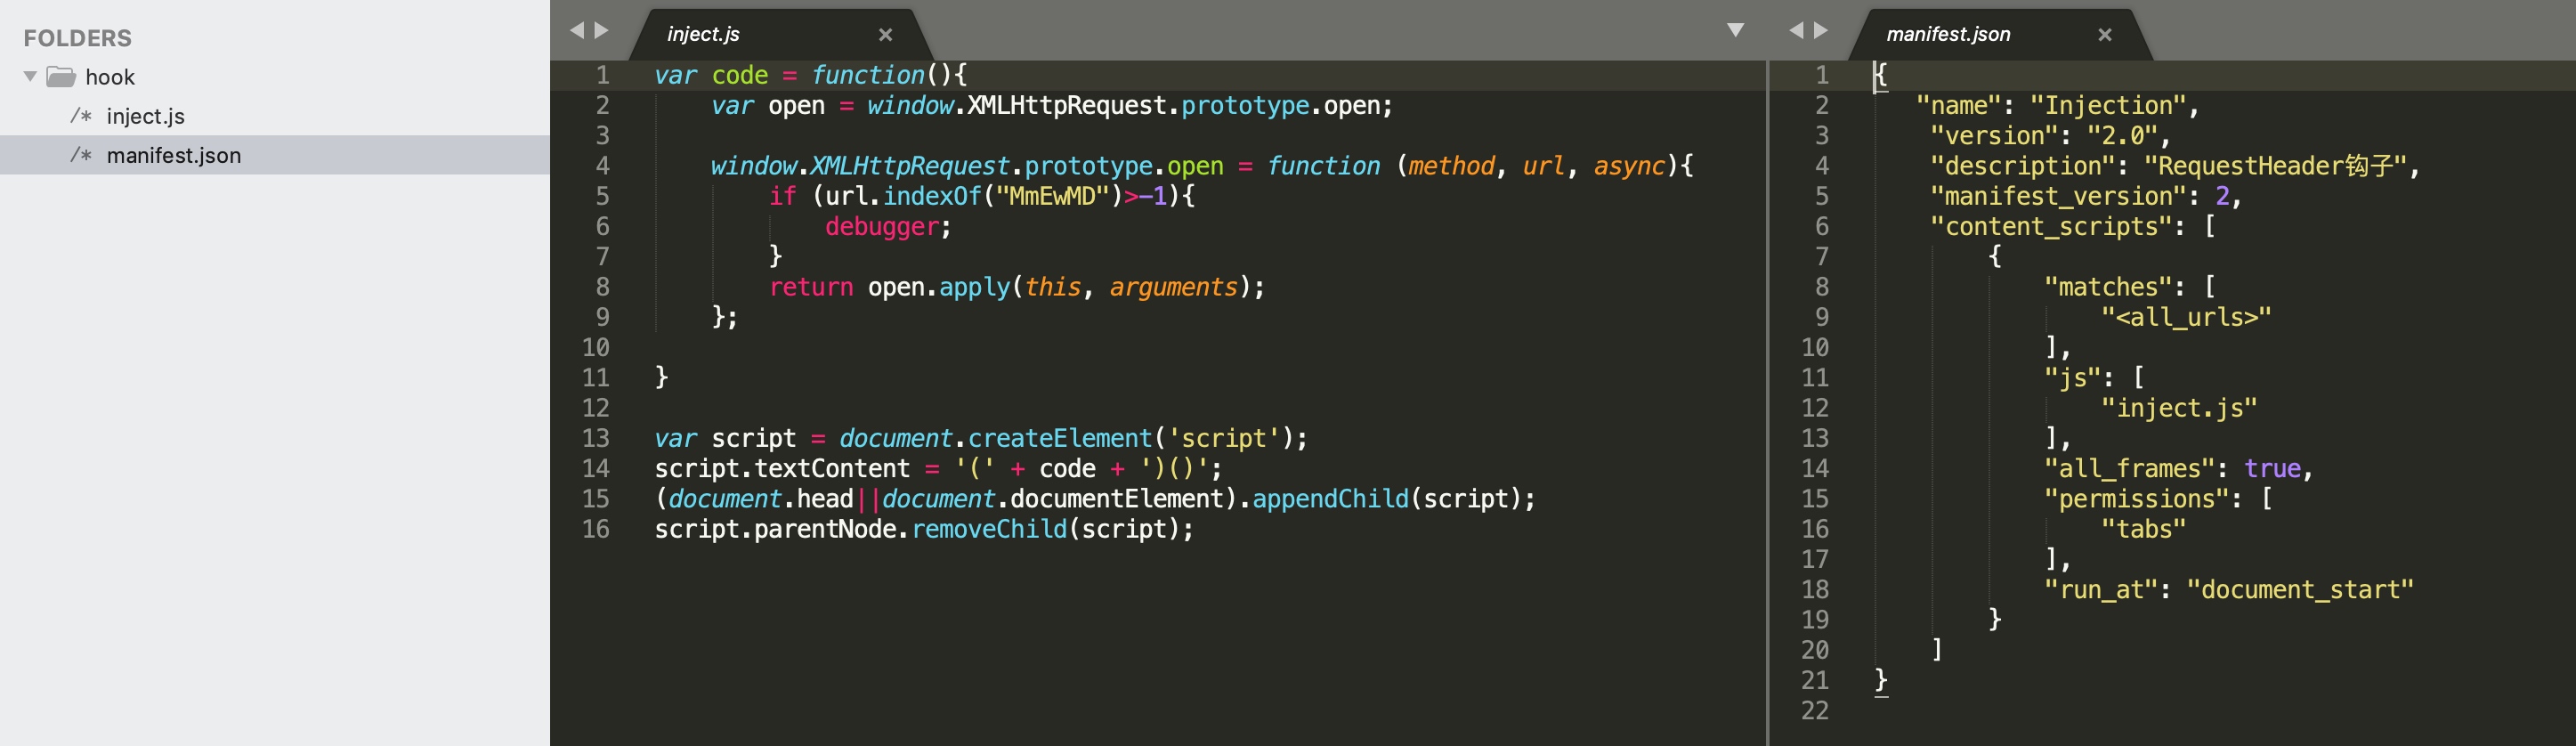 FOLDERS
hook
/* inject.js
/* manifest.json
inject.js
1 var code = function(){
2     var open = window.XMLHttpRequest.prototype.open;
3
4     window.XMLHttpRequest.prototype.open = function (method, url, async){
5         if (url.indexOf("MmEwMD")>-1){
6             debugger;
7         }
8         return open.apply(this, arguments);
9     };
10
11 }
12
13 var script = document.createElement('script');
14 script.textContent = '(' + code + ')()';
15 (document.head||document.documentElement).appendChild(script);
16 script.parentNode.removeChild(script);
manifest.json
1 {
2    "name": "Injection",
3     "version": "2.0",
4     "description": "RequestHeader钩子",
5     "manifest_version": 2,
6     "content_scripts": [
7         {
8             "matches": [
9                 "<all_urls>"
10             ],
11             "js": [
12                 "inject.js"
13             ],
14             "all_frames": true,
15             "permissions": [
16                 "tabs"
17             ],
18             "run_at": "document_start"
19         }
20     ]
21 }
22